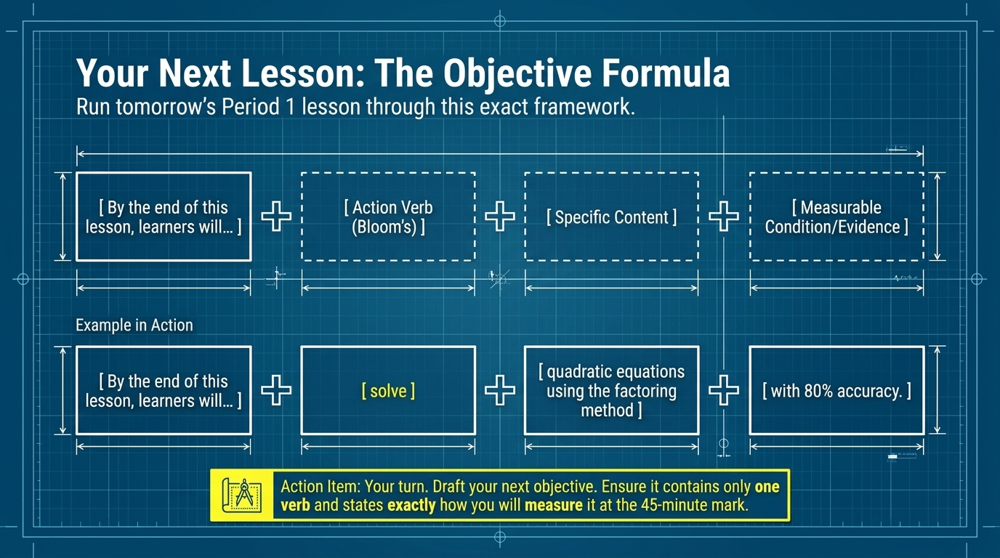 Your Next Lesson: The Objective Formula
Run tomorrow's Period 1 lesson through this exact framework.
[ By the end of this
lesson, learners will... ]
[ Action Verb
(Bloom's) ]
[ Specific Content ]
[ Measurable
Condition/Evidence ]
Example in Action
[ By the end of this
lesson, learners will... ]
[ solve ]
[ quadratic equations
using the factoring
method ]
[ with 80% accuracy. ]
Action Item: Your turn. Draft your next objective. Ensure it contains only one
verb and states exactly how you will measure it at the 45-minute mark.